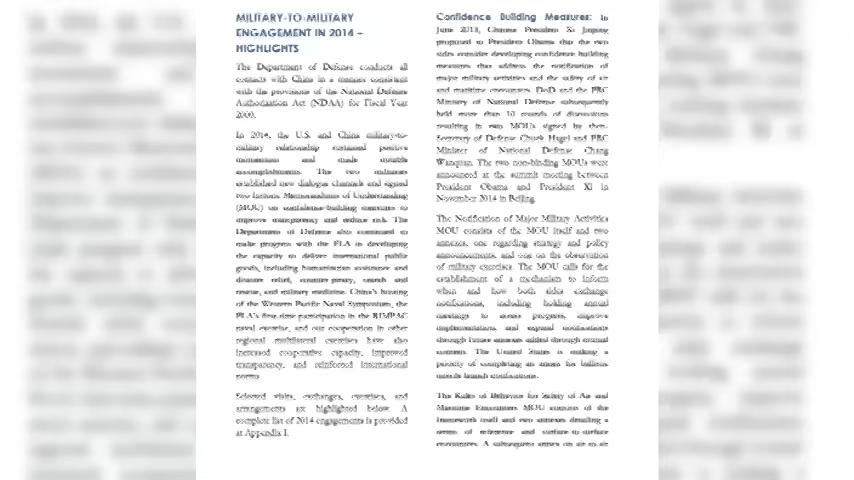 MILITARY-TO-MILITARY
ENGAGEMENT IN 2014 –
HIGHLIGHTS
The Department of Defense conducts all
contacts with China in a manner consistent
with the provisions of the National Defense
Authorization Act (NDAA) for Fiscal Year
2000.
In 2014, the U.S. and China military-to-
military relationship sustained positive
momentum and made notable
accomplishments. The two militaries
established new dialogue channels and signed
two historic Memoranda of Understanding
(MOU) on confidence-building measures to
improve transparency and reduce risk. The
Department of Defense also continued to
make progress with the PLA in developing
the capacity to deliver international public
goods, including humanitarian assistance and
disaster relief, counter-piracy, search and
rescue, and military medicine. China's hosting
of the Western Pacific Naval Symposium, the
PLA's first-time participation in the RIMPAC
naval exercise, and our cooperation in other
regional multilateral exercises have also
increased cooperative capacity, improved
transparency, and reinforced international
norms.
Selected visits, exchanges, exercises, and
arrangements are highlighted below. A
complete list of 2014 engagements is provided
at Appendix I.
Confidence Building Measures: In
June 2013, Chinese President Xi Jinping
proposed to President Obama that the two
sides consider developing confidence building
measures that address the notification of
major military activities and the safety of air
and maritime encounters. DoD and the PRC
Ministry of National Defense subsequently
held more than 10 rounds of discussions
resulting in two MOUs signed by then-
Secretary of Defense Chuck Hagel and PRC
Minister of National Defense Chang
Wanquan. The two non-binding MOUs were
announced at the summit meeting between
President Obama and President Xi in
November 2014 in Beijing.
The Notification of Major Military Activities
MOU consists of the MOU itself and two
annexes, one regarding strategy and policy
announcements, and one on the observation
of military exercises. The MOU calls for the
establishment of a mechanism to inform
when and how both sides exchange
notifications, including holding annual
meetings to assess progress, improve
implementation, and expand notifications
through future annexes added through mutual
consent. The United States is making a
priority of completing an annex for ballistic
missile launch notifications.
The Rules of Behavior for Safety of Air and
Maritime Encounters MOU consists of the
framework itself and two annexes detailing a
terms of reference and surface-to-surface
encounters. A subsequent annex on air-to-air